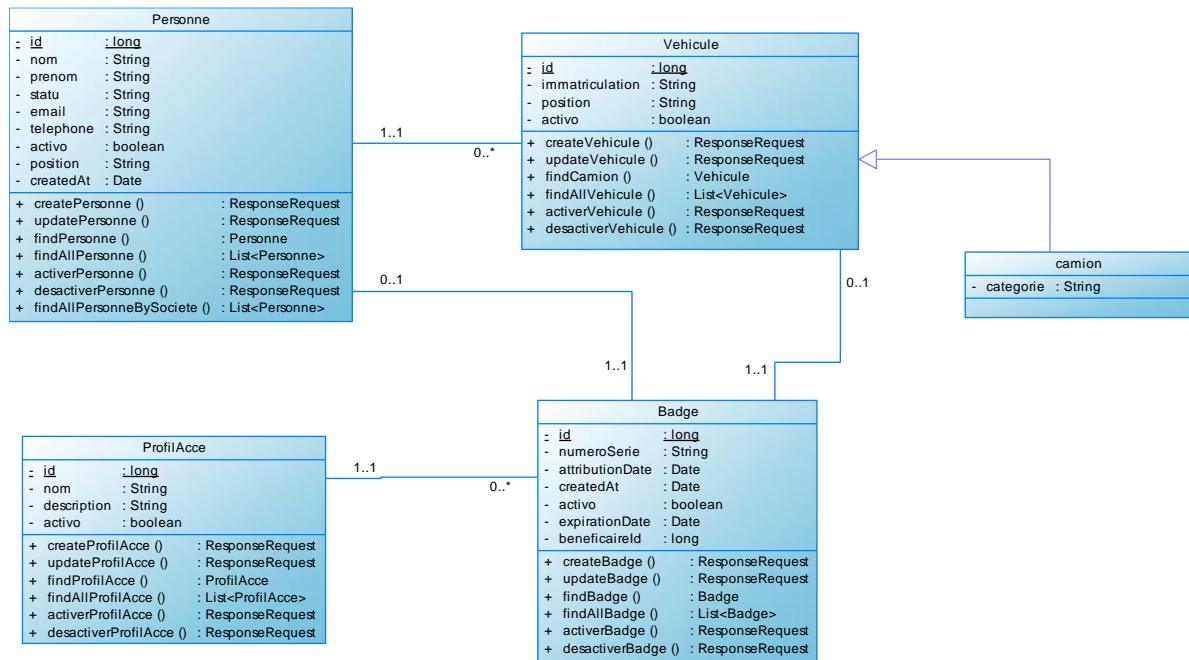 Personne
- id : long
- nom : String
- prenom : String
- statu : String
- email : String
- telephone : String
- activo : boolean
- position : String
- createdAt : Date
+ createPersonne () : ResponseRequest
+ updatePersonne () : ResponseRequest
+ findPersonne () : Personne
+ findAllPersonne () : List<Personne>
+ activerPersonne () : ResponseRequest
+ desactiverPersonne () : ResponseRequest
+ findAllPersonneBySociete () : List<Personne>
1..1
0..*
Vehicule
- id : long
- immatriculation : String
- position : String
- activo : boolean
+ createVehicule () : ResponseRequest
+ updateVehicule () : ResponseRequest
+ findCamion () : Vehicule
+ findAllVehicule () : List<Vehicule>
+ activerVehicule () : ResponseRequest
+ desactiverVehicule () : ResponseRequest
camion
- categorie : String
0..1
1..1
0..1
1..1
ProfilAcce
- id : long
- nom : String
- description : String
- activo : boolean
+ createProfilAcce () : ResponseRequest
+ updateProfilAcce () : ResponseRequest
+ findProfilAcce () : ProfilAcce
+ findAllProfilAcce () : List<ProfilAcce>
+ activerProfilAcce () : ResponseRequest
+ desactiverProfilAcce () : ResponseRequest
1..1
0..*
Badge
- id : long
- numeroSerie : String
- attributionDate : Date
- createdAt : Date
- activo : boolean
- expirationDate : Date
- beneficaireId : long
+ createBadge () : ResponseRequest
+ updateBadge () : ResponseRequest
+ findBadge () : Badge
+ findAllBadge () : List<Badge>
+ activerBadge () : ResponseRequest
+ desactiverBadge () : ResponseRequest